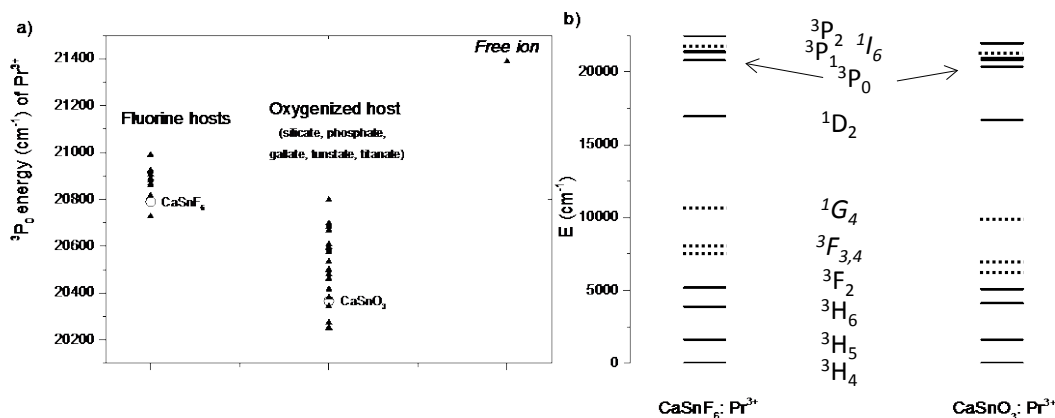 a)
³P₀ energy (cm⁻¹) of Pr³⁺
21400
21200
21000
20800
20600
20400
20200
Free ion
Fluorine hosts
Oxygenized host
(silicate, phosphate,
gallate, tunstate, titanate)
CaSnF₆
CaSnO₃
b)
E (cm⁻¹)
20000
15000
10000
5000
0
³P₂ ¹I₆
³P₁
³P₀
¹D₂
¹G₄
³F₃,₄
³F₂
³H₆
³H₅
³H₄
CaSnF₆: Pr³⁺
CaSnO₃: Pr³⁺